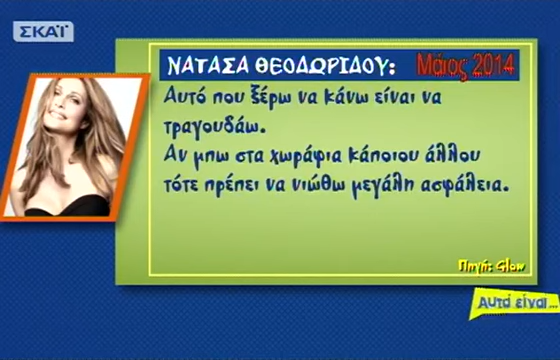 ΣΚΑΪ
ΝΑΤΑΣΑ ΘΕΟΔΩΡΙΔΟΥ: Μάιος 2014
Αυτό που ξέρω να κάνω είναι να
τραγουδάω.
Αν μπω στα χωράφια κάποιου άλλου
τότε πρέπει να νιώθω μεγάλη ασφάλεια.
Πηγή: Glow
Αυτά είναι...